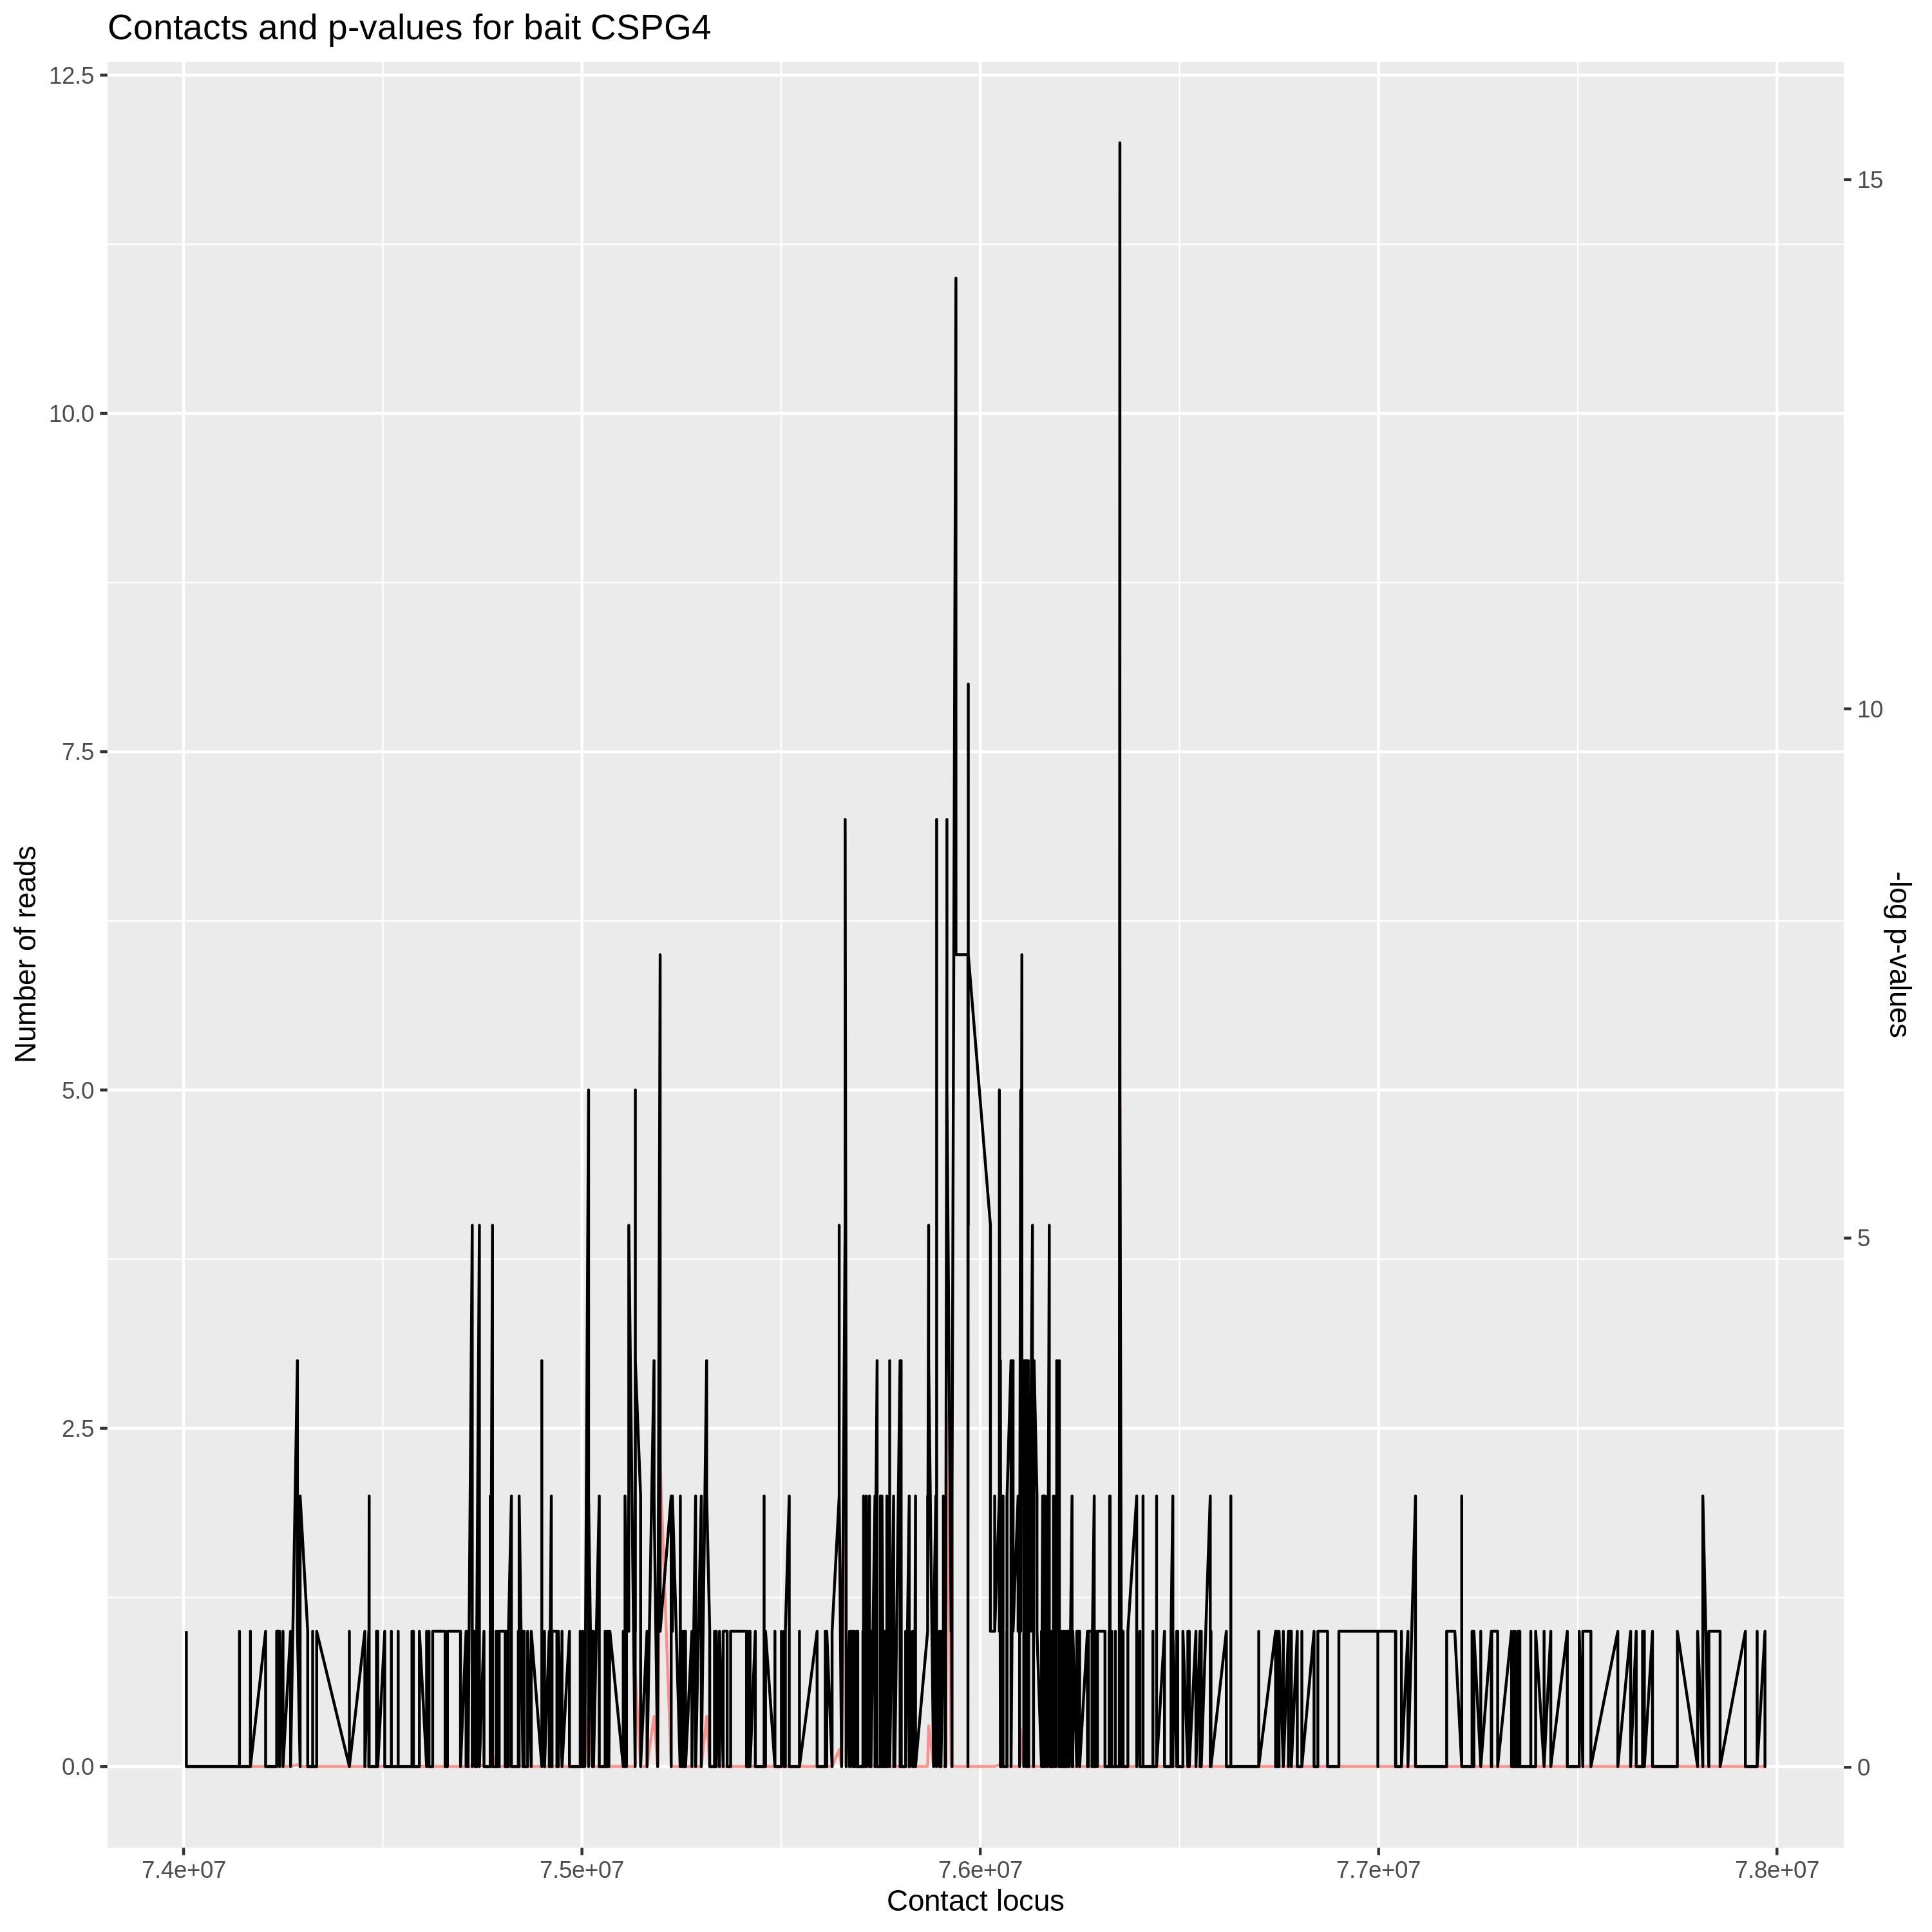 Contacts and p-values for bait CSPG4
12.5
10.0
7.5
5.0
2.5
0.0
Number of reads
15
10
5
0
-log p-values
7.4e+07
7.5e+07
7.6e+07
7.7e+07
7.8e+07
Contact locus